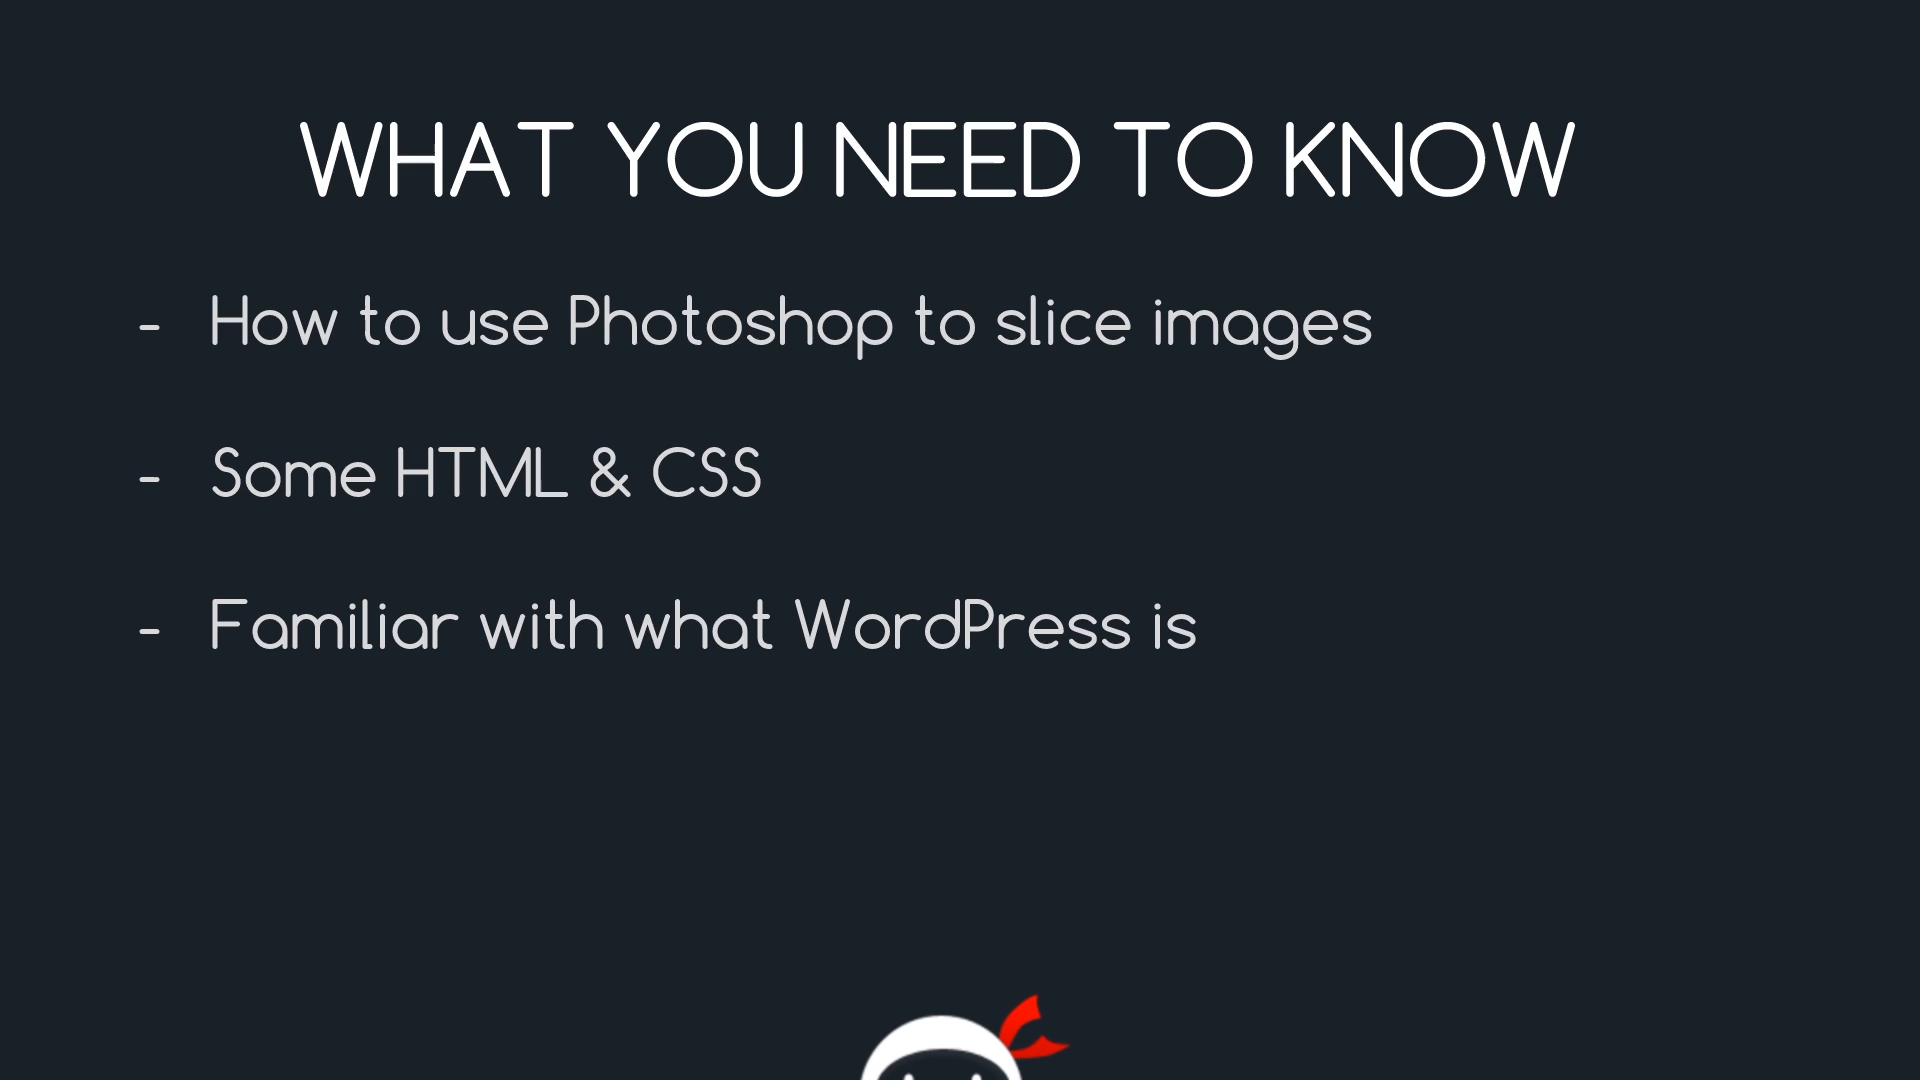 WHAT YOU NEED TO KNOW
- How to use Photoshop to slice images
- Some HTML & CSS
- Familiar with what WordPress is